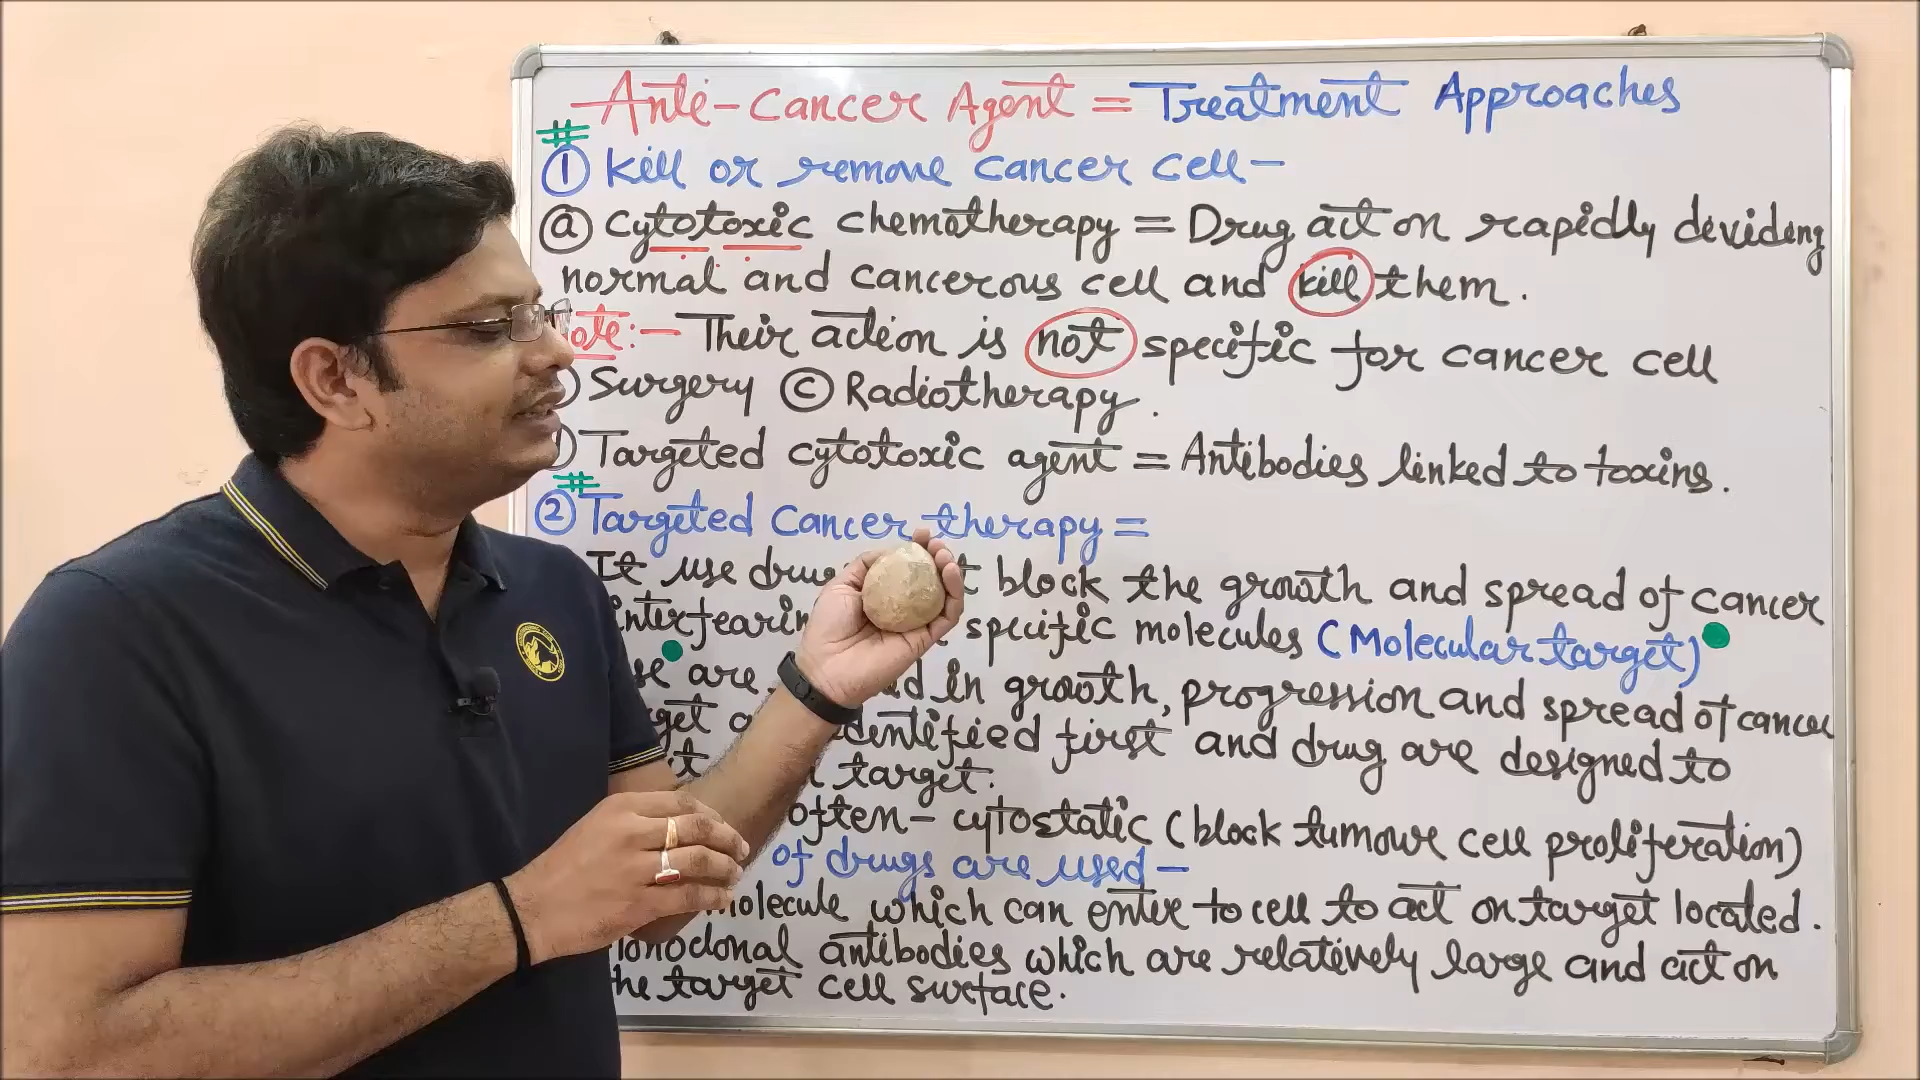 Anti-Cancer Agent = Treatment Approaches
#
① Kill or remove cancer cell-
ⓐ Cytotoxic chemotherapy = Drug act on rapidly deviding
normal and cancerous cell and kill them.
ote:- Their action is not specific for cancer cell
Surgery ⓒ Radiotherapy.
Targeted cytotoxic agent = Antibodies linked to toxins.
#
② Targeted Cancer therapy =
It use block the growth and spread of cancer
specific molecules (Molecular target)
are in growth, progression and spread of cancer
identified first and drug are designed to
target.
often- cytostatic (block tumour cell proliferation)
of drugs are used-
molecule which can enter to cell to act on target located.
monoclonal antibodies which are relatively large and act on
the target cell surface.